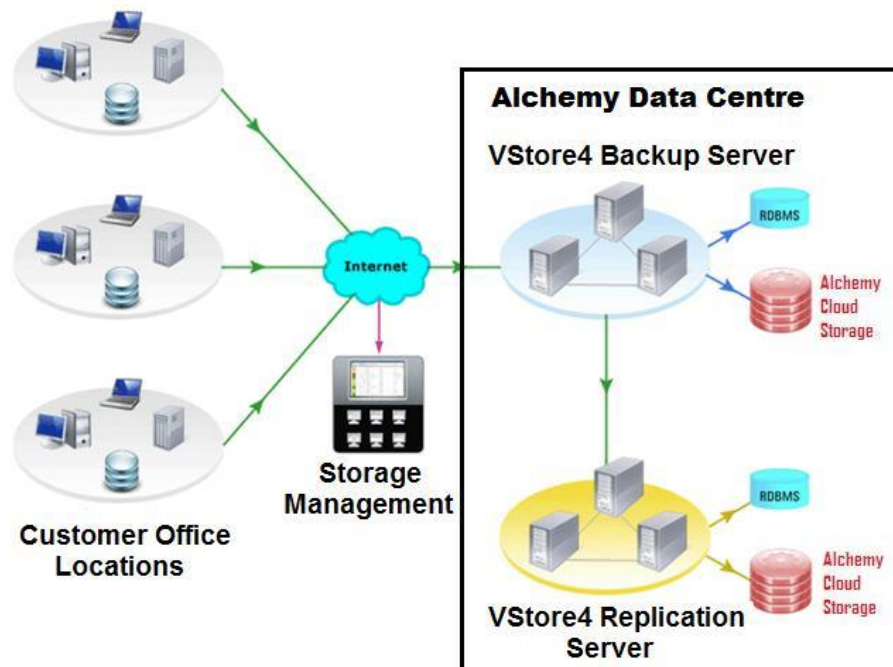 Alchemy Data Centre
VStore4 Backup Server
RDBMS
Internet
Alchemy
Cloud
Storage
Storage
Management
Customer Office
Locations
RDBMS
Alchemy
Cloud
Storage
VStore4 Replication
Server